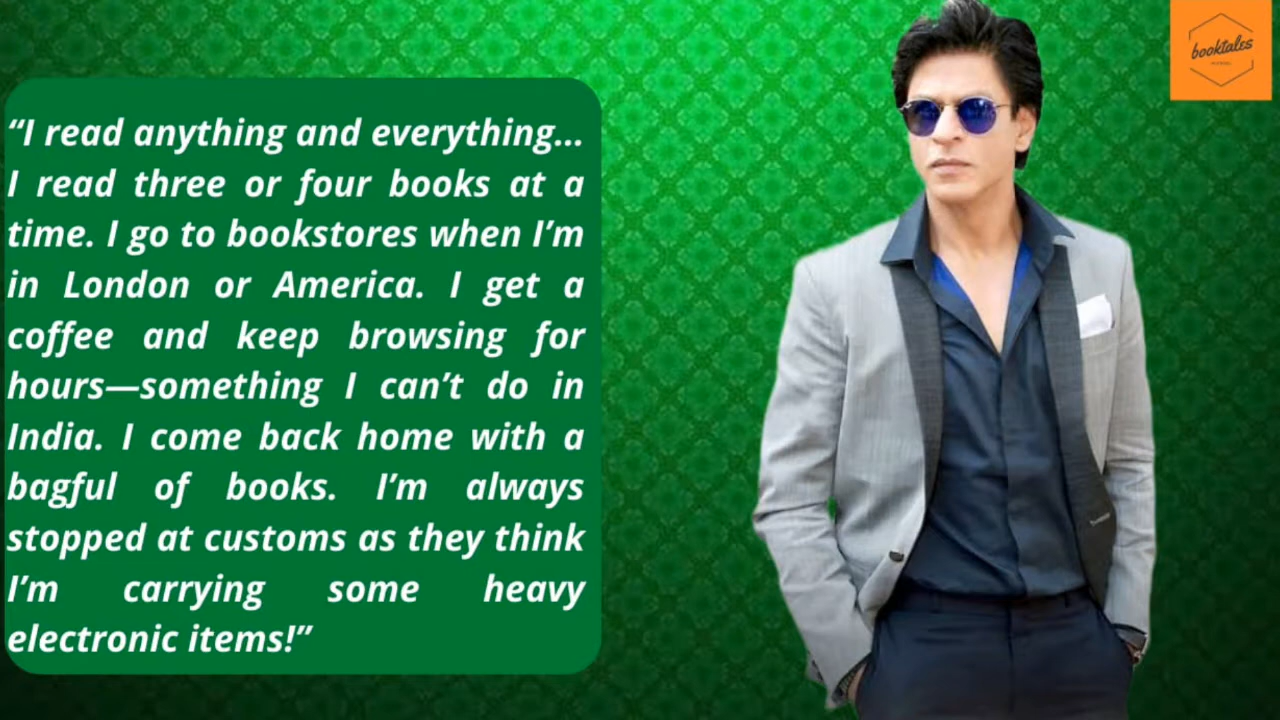 “I read anything and everything...
I read three or four books at a
time. I go to bookstores when I’m
in London or America. I get a
coffee and keep browsing for
hours—something I can’t do in
India. I come back home with a
bagful of books. I’m always
stopped at customs as they think
I’m carrying some heavy
electronic items!”
booktales